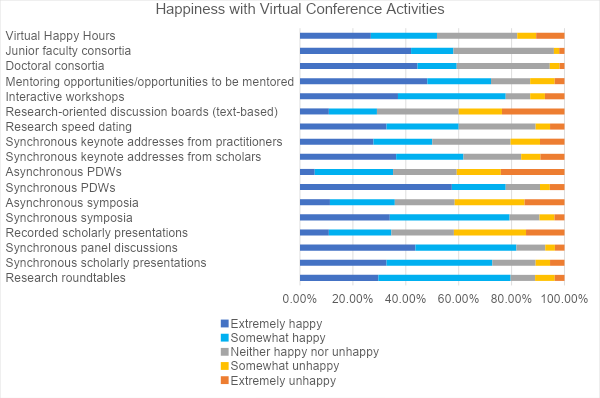 Happiness with Virtual Conference Activities
Virtual Happy Hours
Junior faculty consortia
Doctoral consortia
Mentoring opportunities/opportunities to be mentored
Interactive workshops
Research-oriented discussion boards (text-based)
Research speed dating
Synchronous keynote addresses from practitioners
Synchronous keynote addresses from scholars
Asynchronous PDWs
Synchronous PDWs
Asynchronous symposia
Synchronous symposia
Recorded scholarly presentations
Synchronous panel discussions
Synchronous scholarly presentations
Research roundtables
0.00% 20.00% 40.00% 60.00% 80.00% 100.00%
Extremely happy
Somewhat happy
Neither happy nor unhappy
Somewhat unhappy
Extremely unhappy